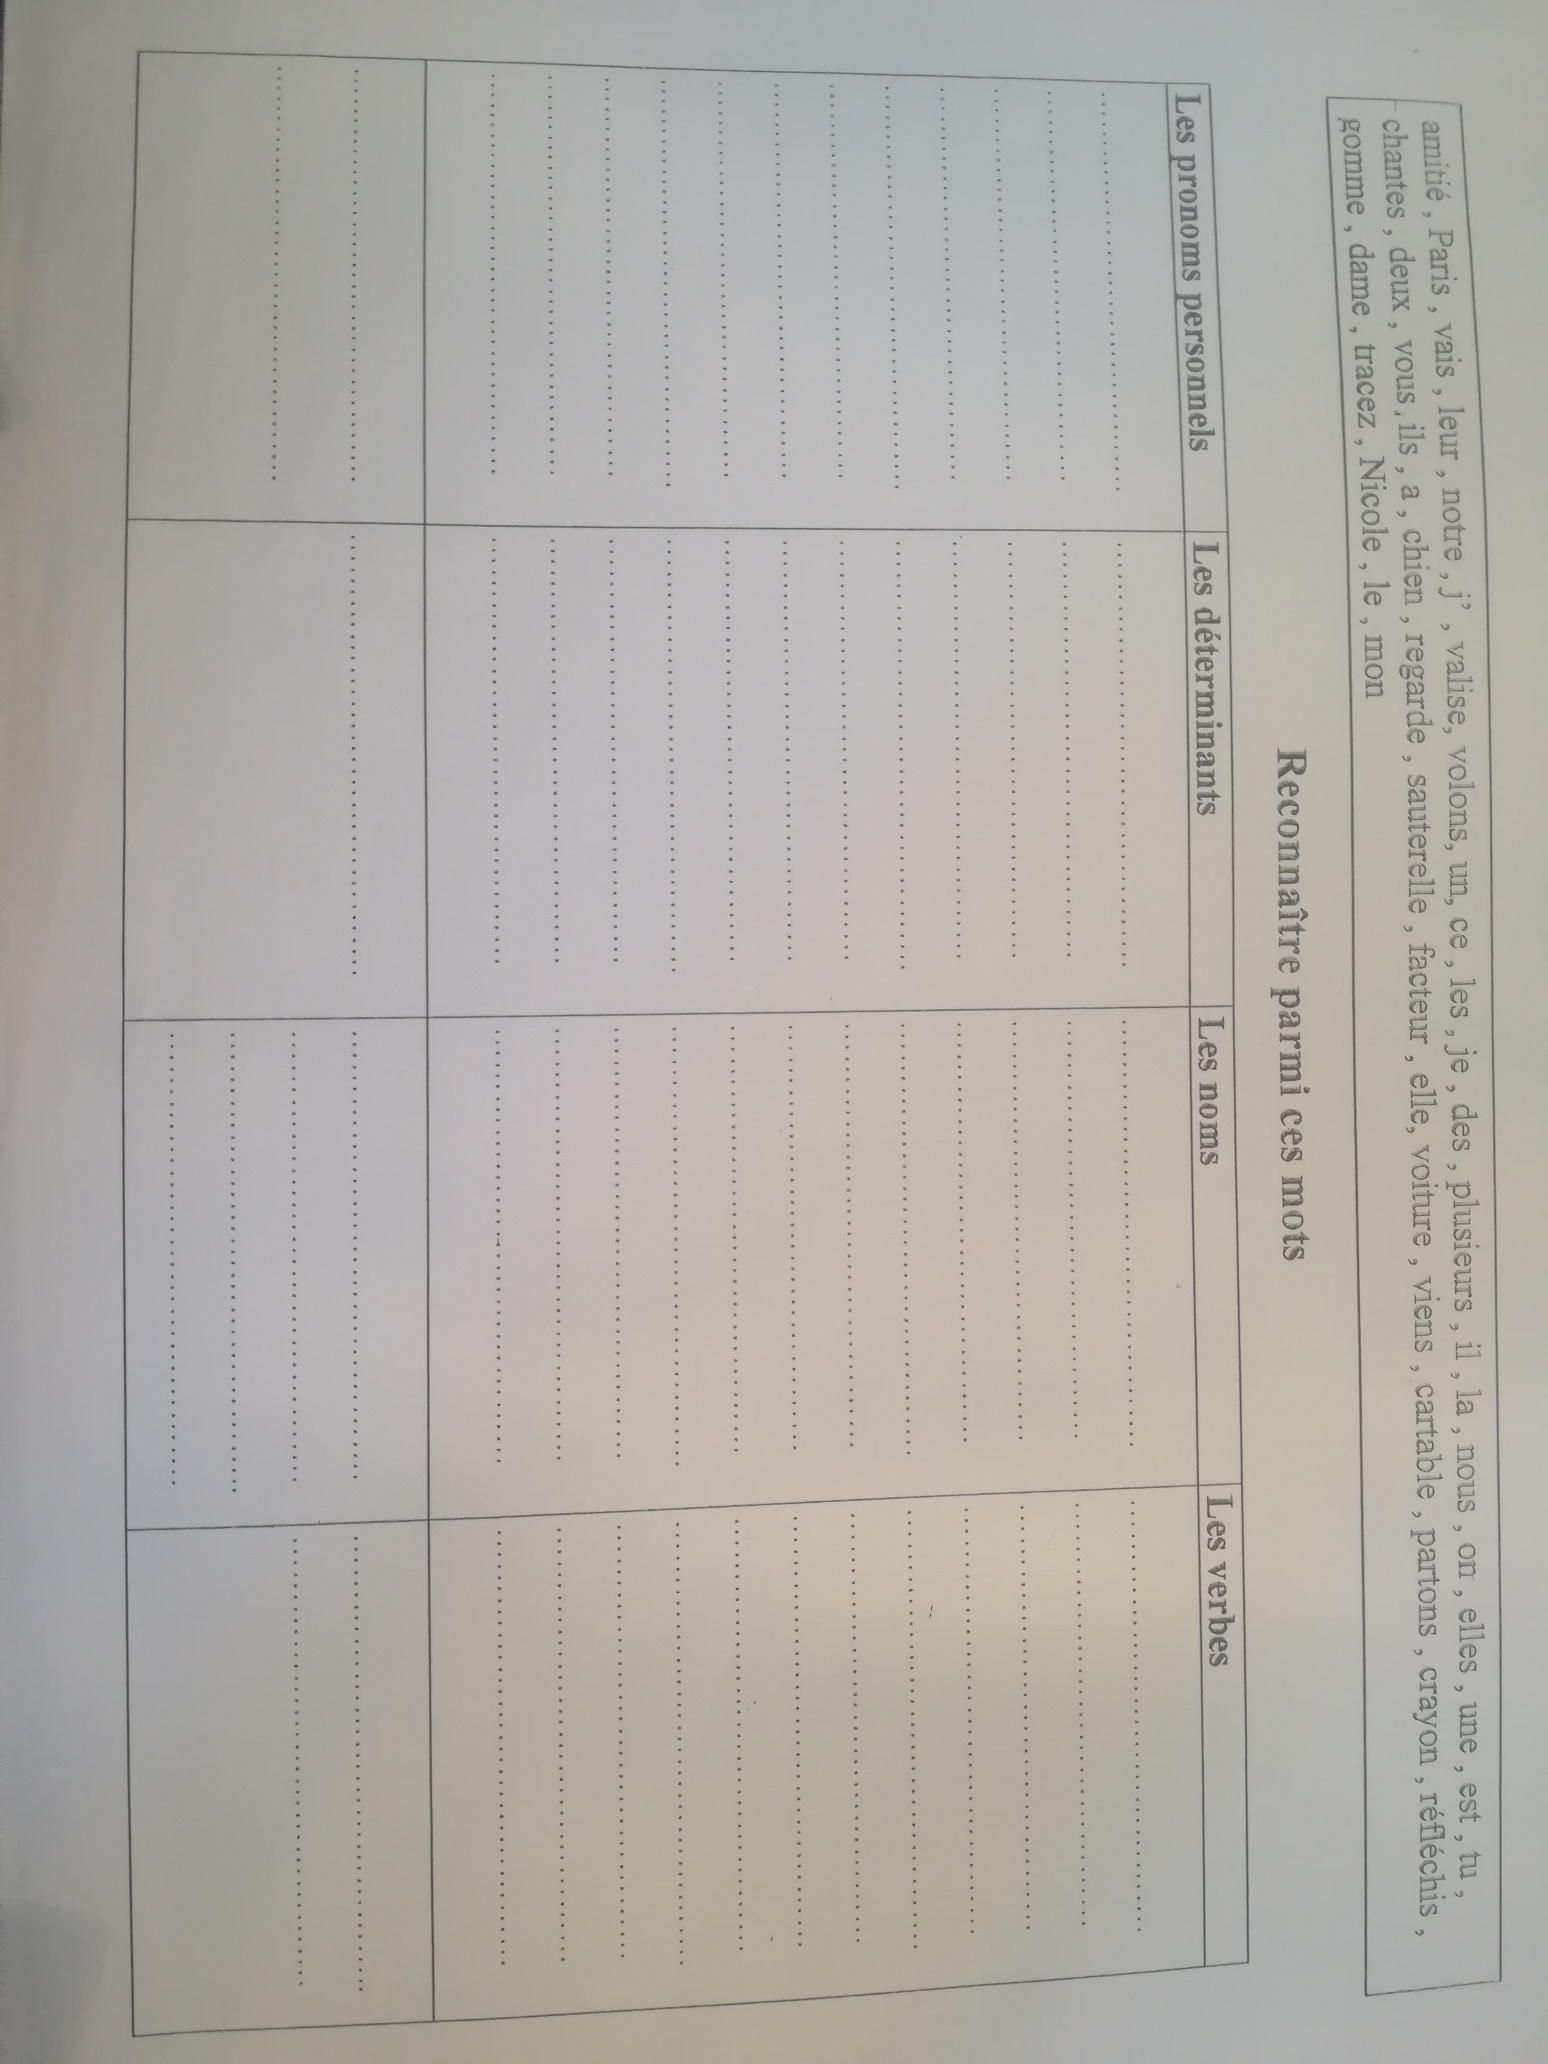 amitié , Paris , vais , leur , notre , j’ , valise, volons, un, ce , les , je , des , plusieurs , il , la , nous , on , elles , une , est , tu ,
chantes , deux , vous , ils , a , chien , regarde , sauterelle , facteur , elle, voiture , viens , cartable , partons , crayon , réfléchis ,
gomme , dame , tracez , Nicole , le , mon
Reconnaître parmi ces mots
Les pronoms personnels
Les déterminants
Les noms
Les verbes